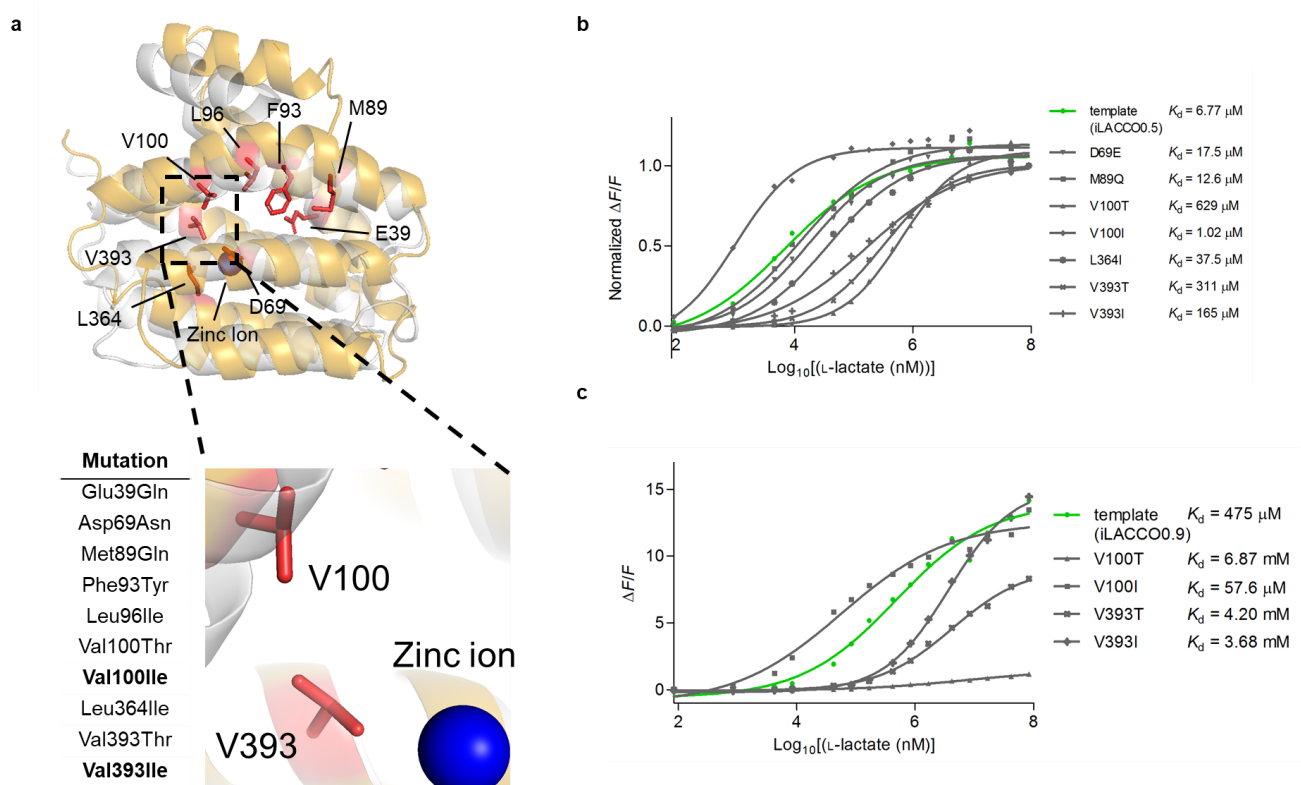 a
L96
F93
M89
V100
E39
V393
L364
D69
Zinc Ion
Mutation
Glu39Gln
Asp69Asn
Met89Gln
Phe93Tyr
Leu96Ile
Val100Thr
Val100Ile
Leu364Ile
Val393Thr
Val393Ile
V100
Zinc ion
V393
b
Normalized ΔF/F
1.0
0.5
0.0
2
4
6
8
Log10[(L-lactate (nM))]
template Kd = 6.77 μM
(iLACCO0.5)
D69E Kd = 17.5 μM
M89Q Kd = 12.6 μM
V100T Kd = 629 μM
V100I Kd = 1.02 μM
L364I Kd = 37.5 μM
V393T Kd = 311 μM
V393I Kd = 165 μM
c
ΔF/F
15
10
5
0
2
4
6
8
Log10[(L-lactate (nM)]
template Kd = 475 μM
(iLACCO0.9)
V100T Kd = 6.87 mM
V100I Kd = 57.6 μM
V393T Kd = 4.20 mM
V393I Kd = 3.68 mM